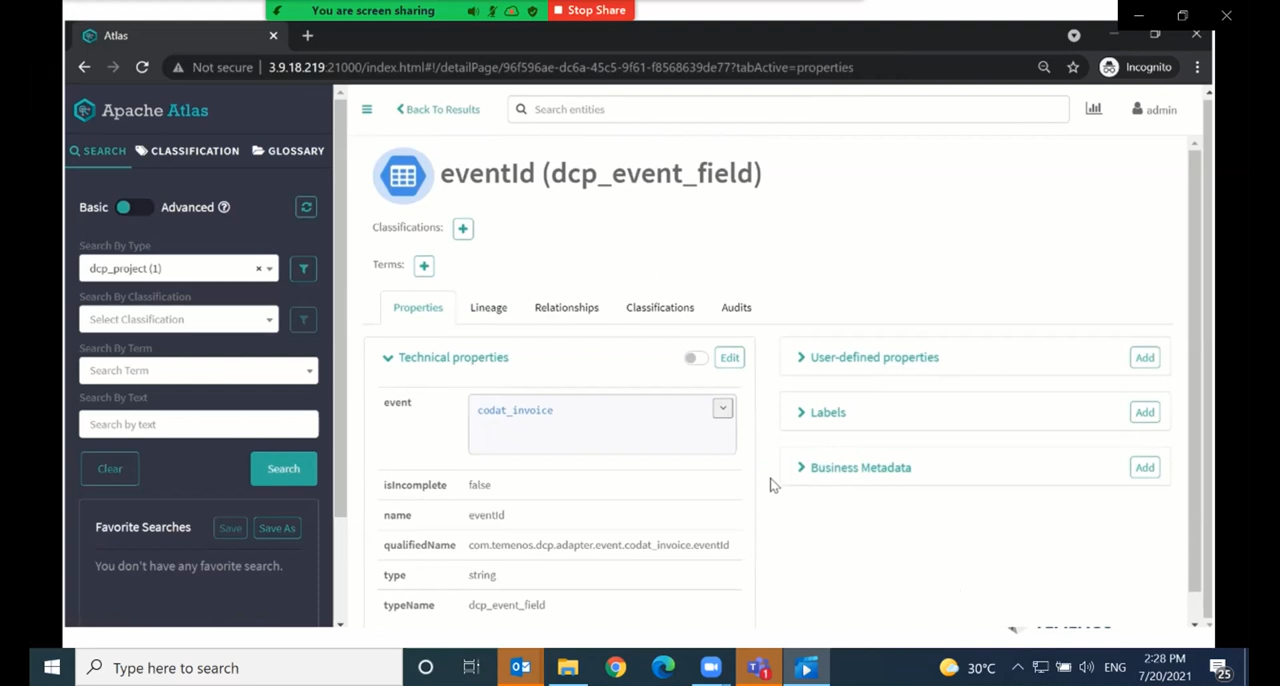 You are screen sharing
Stop Share
Atlas
Not secure | 3.9.18.219:21000/index.html#!/detailPage/96f596ae-dc6a-45c5-9f61-f8568639de77?tabActive=properties
Incognito
Apache Atlas
SEARCH CLASSIFICATION GLOSSARY
Basic Advanced
Search By Type
dcp_project (1)
Search By Classification
Select Classification
Search By Term
Search Term
Search By Text
Search by text
Clear Search
Favorite Searches Save Save As
You don't have any favorite search.
Back To Results Search entities admin
eventId (dcp_event_field)
Classifications:
Terms:
Properties Lineage Relationships Classifications Audits
Technical properties Edit
event codat_invoice
isIncomplete false
name eventId
qualifiedName com.temenos.dcp.adapter.event.codat_invoice.eventId
type string
typeName dcp_event_field
User-defined properties Add
Labels Add
Business Metadata Add
Type here to search
1
30°C
ENG
2:28 PM
7/20/2021
25